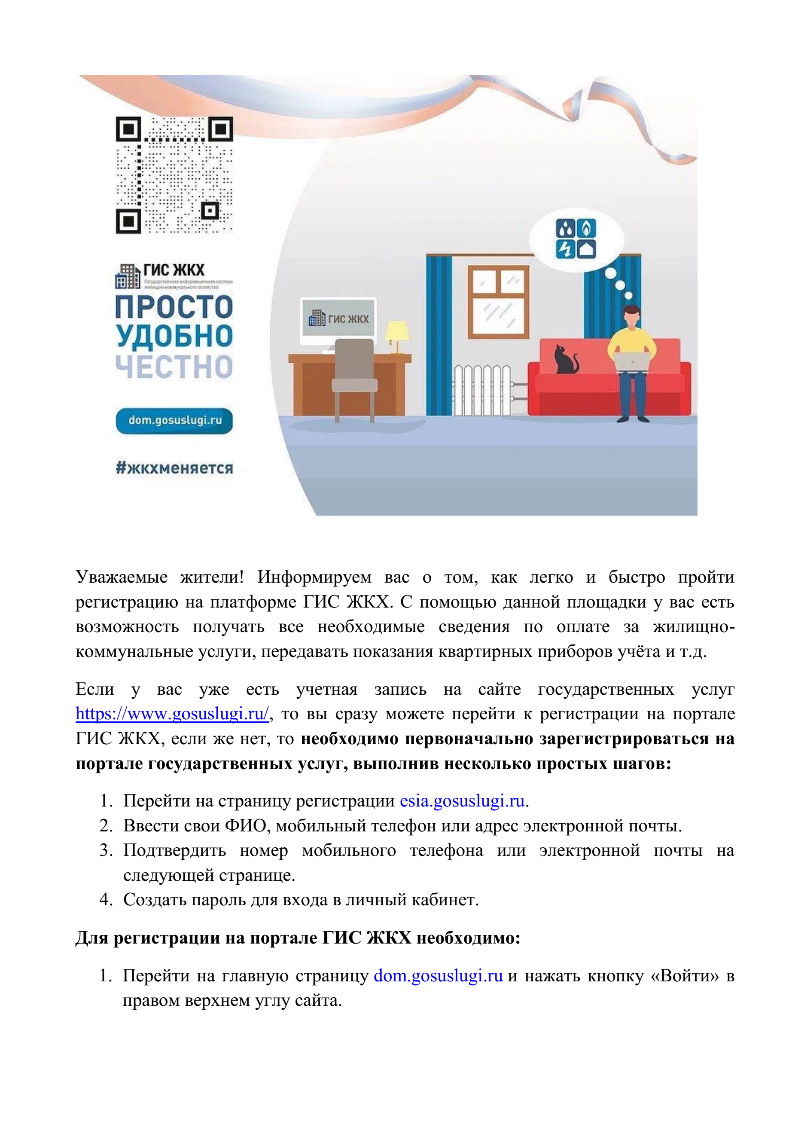 ГИС ЖКХ
Государственная информационная система
жилищно-коммунального хозяйства
ПРОСТО
УДОБНО
ЧЕСТНО
dom.gosuslugi.ru
#жкхменяется
ГИС ЖКХ
Уважаемые жители! Информируем вас о том, как легко и быстро пройти
регистрацию на платформе ГИС ЖКХ. С помощью данной площадки у вас есть
возможность получать все необходимые сведения по оплате за жилищно-
коммунальные услуги, передавать показания квартирных приборов учёта и т.д.
Если у вас уже есть учетная запись на сайте государственных услуг
https://www.gosuslugi.ru/, то вы сразу можете перейти к регистрации на портале
ГИС ЖКХ, если же нет, то необходимо первоначально зарегистрироваться на
портале государственных услуг, выполнив несколько простых шагов:
1. Перейти на страницу регистрации esia.gosuslugi.ru.
2. Ввести свои ФИО, мобильный телефон или адрес электронной почты.
3. Подтвердить номер мобильного телефона или электронной почты на
следующей странице.
4. Создать пароль для входа в личный кабинет.
Для регистрации на портале ГИС ЖКХ необходимо:
1. Перейти на главную страницу dom.gosuslugi.ru и нажать кнопку «Войти» в
правом верхнем углу сайта.